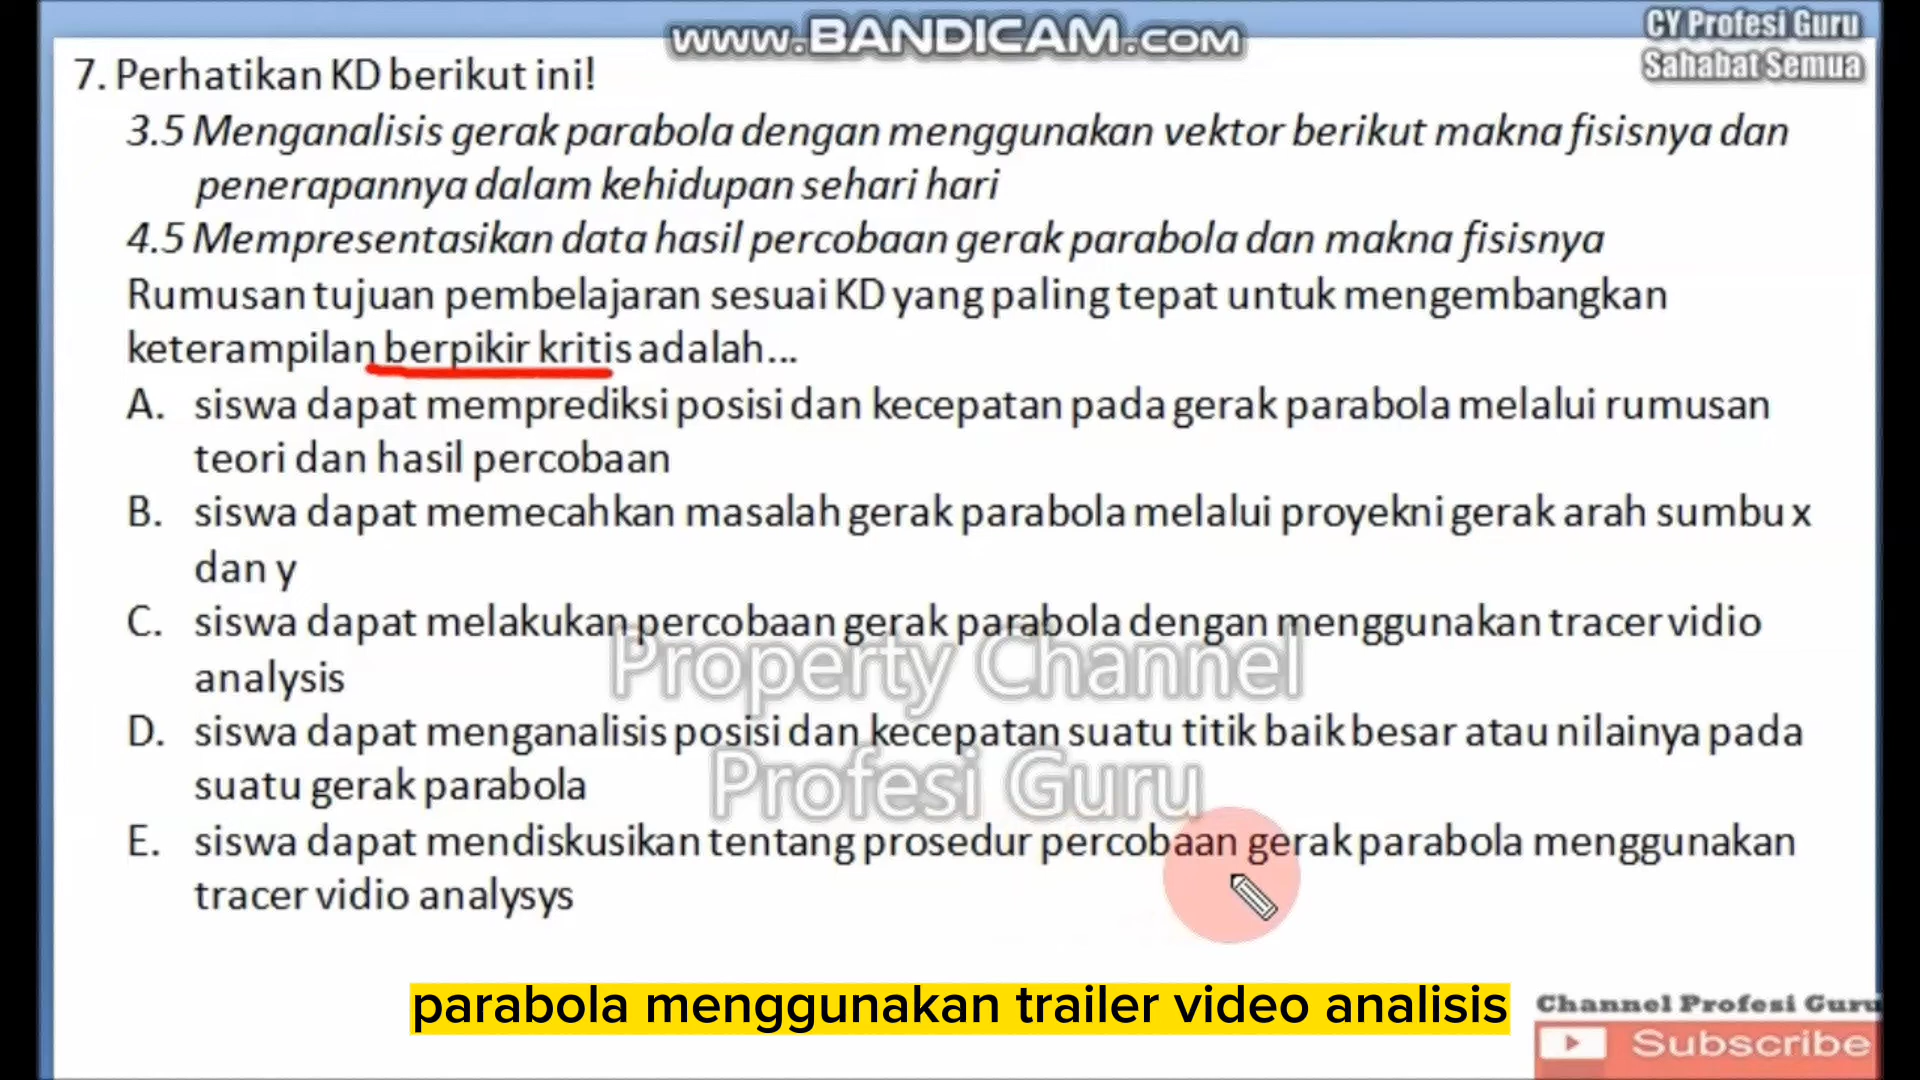 www.BANDICAM.com
CY Profesi Guru
Sahabat Semua
7. Perhatikan KD berikut ini!
3.5 Menganalisis gerak parabola dengan menggunakan vektor berikut makna fisisnya dan
penerapannya dalam kehidupan sehari hari
4.5 Mempresentasikan data hasil percobaan gerak parabola dan makna fisisnya
Rumusan tujuan pembelajaran sesuai KD yang paling tepat untuk mengembangkan
keterampilan berpikir kritis adalah...
A. siswa dapat memprediksi posisi dan kecepatan pada gerak parabola melalui rumusan
teori dan hasil percobaan
B. siswa dapat memecahkan masalah gerak parabola melalui proyekni gerak arah sumbu x
dan y
C. siswa dapat melakukan percobaan gerak parabola dengan menggunakan tracer vidio
analysis
Property Channel
D. siswa dapat menganalisis posisi dan kecepatan suatu titik baik besar atau nilainya pada
suatu gerak parabola
Profesi Guru
E. siswa dapat mendiskusikan tentang prosedur percobaan gerak parabola menggunakan
tracer vidio analysys
parabola menggunakan trailer video analisis
Channel Profesi Guru
Subscribe